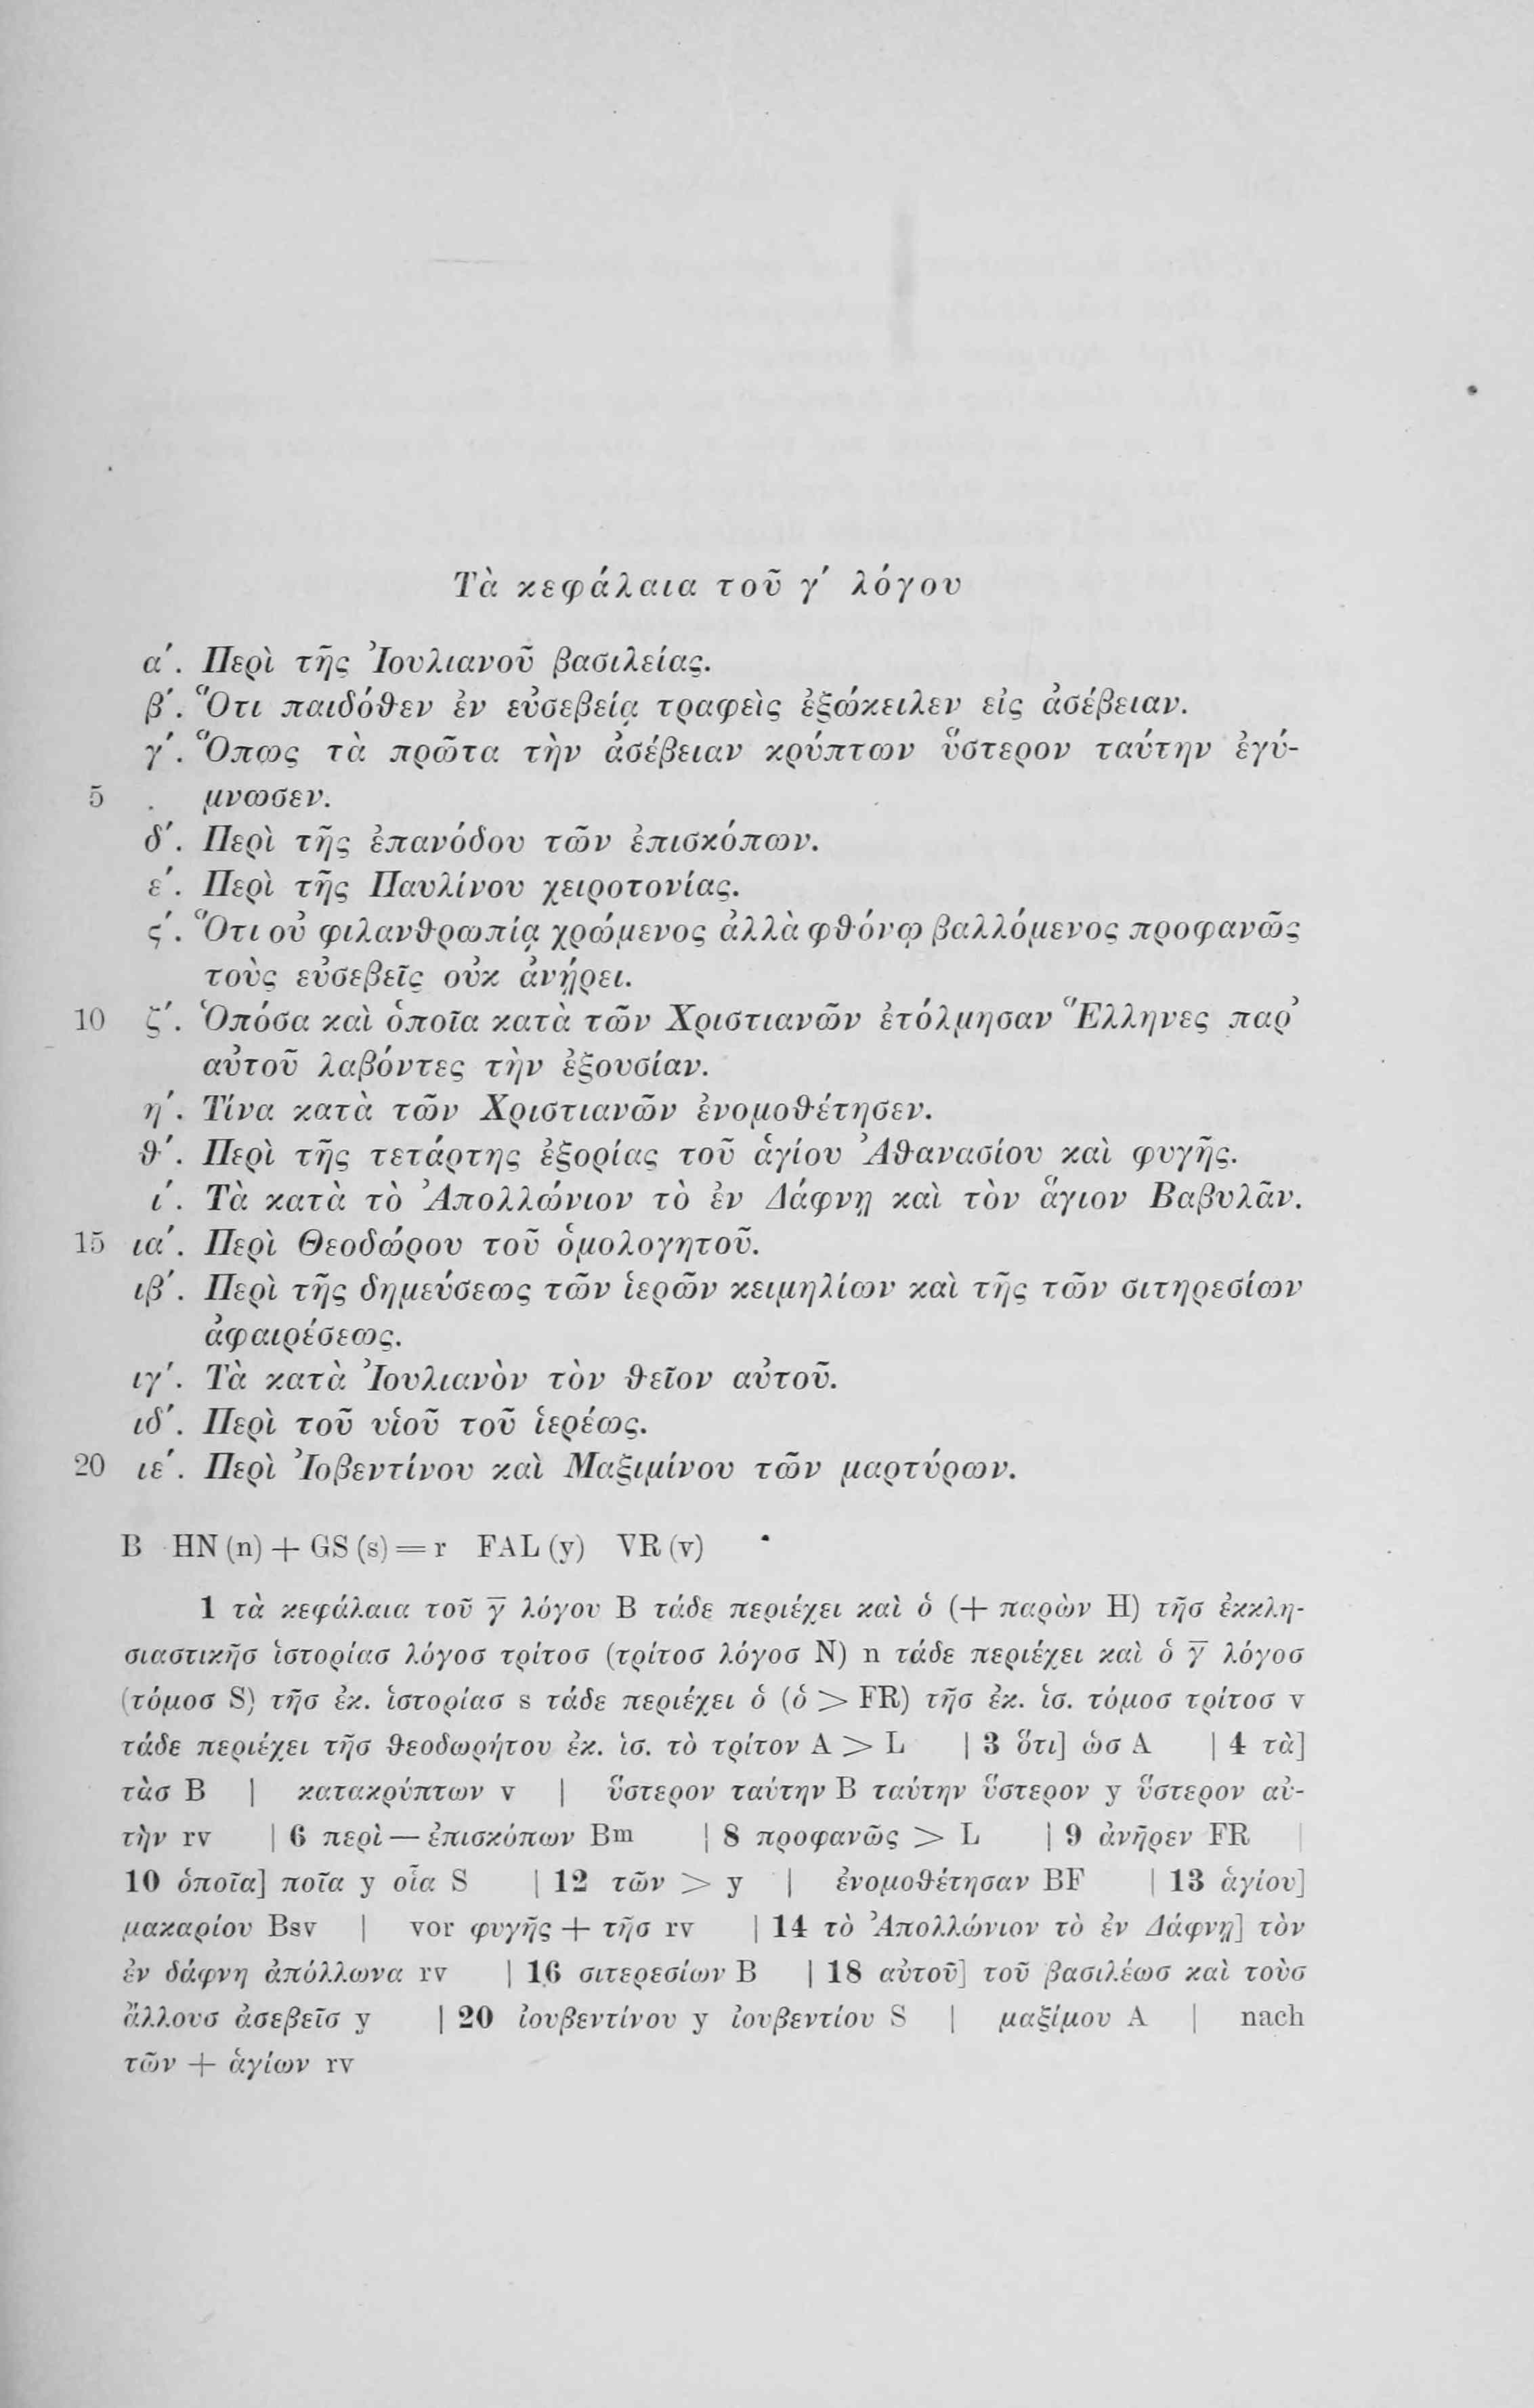 Τὰ κεφάλαια τοῦ γ΄ λόγου
α΄. Περὶ τῆς Ἰουλιανοῦ βασιλείας.
β΄. Ὅτι παιδόθεν ἐν εὐσεβείᾳ τραφεὶς ἐξώκειλεν εἰς ἀσέβειαν.
γ΄. Ὅπως τὰ πρῶτα τὴν ἀσέβειαν κρύπτων ὕστερον ταύτην ἐγύ-
5 μνωσεν.
δ΄. Περὶ τῆς ἐπανόδου τῶν ἐπισκόπων.
ε΄. Περὶ τῆς Παυλίνου χειροτονίας.
ϛ΄. Ὅτι οὐ φιλανθρωπίᾳ χρώμενος ἀλλὰ φθόνῳ βαλλόμενος προφανῶς
τοὺς εὐσεβεῖς οὐκ ἀνῄρει.
10 ζ΄. Ὁπόσα καὶ ὁποῖα κατὰ τῶν Χριστιανῶν ἐτόλμησαν Ἕλληνες παρ᾽
αὐτοῦ λαβόντες τὴν ἐξουσίαν.
η΄. Τίνα κατὰ τῶν Χριστιανῶν ἐνομοθέτησεν.
θ΄. Περὶ τῆς τετάρτης ἐξορίας τοῦ ἁγίου Ἀθανασίου καὶ φυγῆς.
ι΄. Τὰ κατὰ τὸ Ἀπολλώνιον τὸ ἐν Δάφνῃ καὶ τὸν ἅγιον Βαβυλᾶν.
15 ια΄. Περὶ Θεοδώρου τοῦ ὁμολογητοῦ.
ιβ΄. Περὶ τῆς δημεύσεως τῶν ἱερῶν κειμηλίων καὶ τῆς τῶν σιτηρεσίων
ἀφαιρέσεως.
ιγ΄. Τὰ κατὰ Ἰουλιανὸν τὸν θεῖον αὐτοῦ.
ιδ΄. Περὶ τοῦ υἱοῦ τοῦ ἱερέως.
20 ιε΄. Περὶ Ἰοβεντίνου καὶ Μαξιμίνου τῶν μαρτύρων.
B HN (n) + GS (s) = r FAL (y) VR (v)
1 τὰ κεφάλαια τοῦ γ̅ λόγου B τάδε περιέχει καὶ ὁ (+ παρὼν H) τῆσ ἐκκλη-
σιαστικῆσ ἱστορίασ λόγοσ τρίτοσ (τρίτοσ λόγοσ N) n τάδε περιέχει καὶ ὁ γ̅ λόγοσ
(τόμοσ S) τῆσ ἐκ. ἱστορίασ s τάδε περιέχει ὁ (ὁ > FR) τῆσ ἐκ. ἱσ. τόμοσ τρίτοσ v
τάδε περιέχει τῆσ θεοδωρήτου ἐκ. ἱσ. τὸ τρίτον A > L | 3 ὅτι] ὡσ A | 4 τὰ]
τὰσ B | κατακρύπτων v | ὕστερον ταύτην B ταύτην ὕστερον y ὕστερον αὐ-
τὴν rv | 6 περὶ — ἐπισκόπων Bm | 8 προφανῶς > L | 9 ἀνῆρεν FR |
10 ὁποῖα] ποῖα y οἷα S | 12 τῶν > y | ἐνομοθέτησαν BF | 13 ἁγίου]
μακαρίου Bsv | vor φυγῆς + τῆσ rv | 14 τὸ Ἀπολλώνιον τὸ ἐν Δάφνῃ] τὸν
ἐν δάφνη ἀπόλλωνα rv | 16 σιτερεσίων B | 18 αὐτοῦ] τοῦ βασιλέωσ καὶ τοὺσ
ἄλλουσ ἀσεβεῖσ y | 20 ἰουβεντίνου y ἰουβεντίου S | μαξίμου A | nach
τῶν + ἁγίων rv